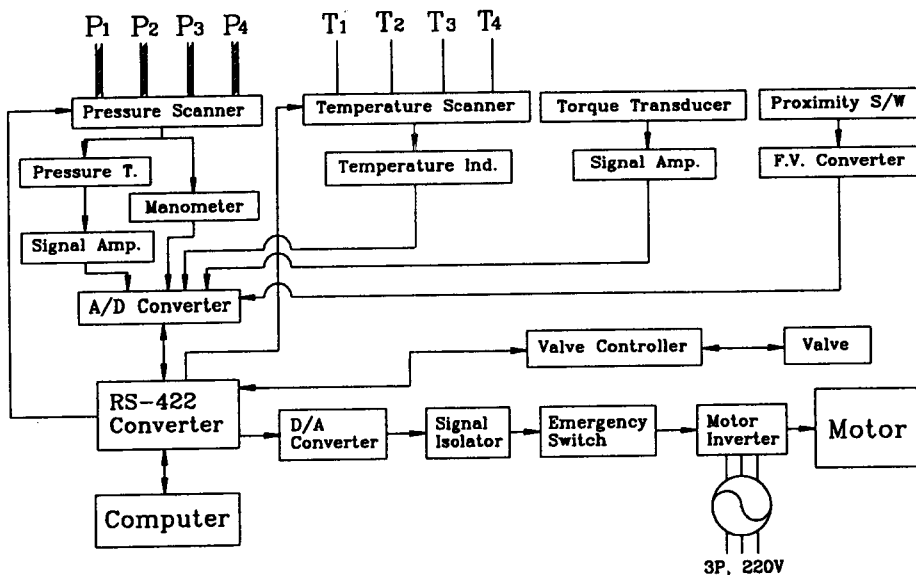 P1 P2 P3 P4
T1 T2 T3 T4
Pressure Scanner
Temperature Scanner
Torque Transducer
Proximity S/W
Pressure T.
Temperature Ind.
Signal Amp.
F.V. Converter
Manometer
Signal Amp.
A/D Converter
Valve Controller
Valve
RS-422
Converter
D/A
Converter
Signal
Isolator
Emergency
Switch
Motor
Inverter
Motor
Computer
3P, 220V